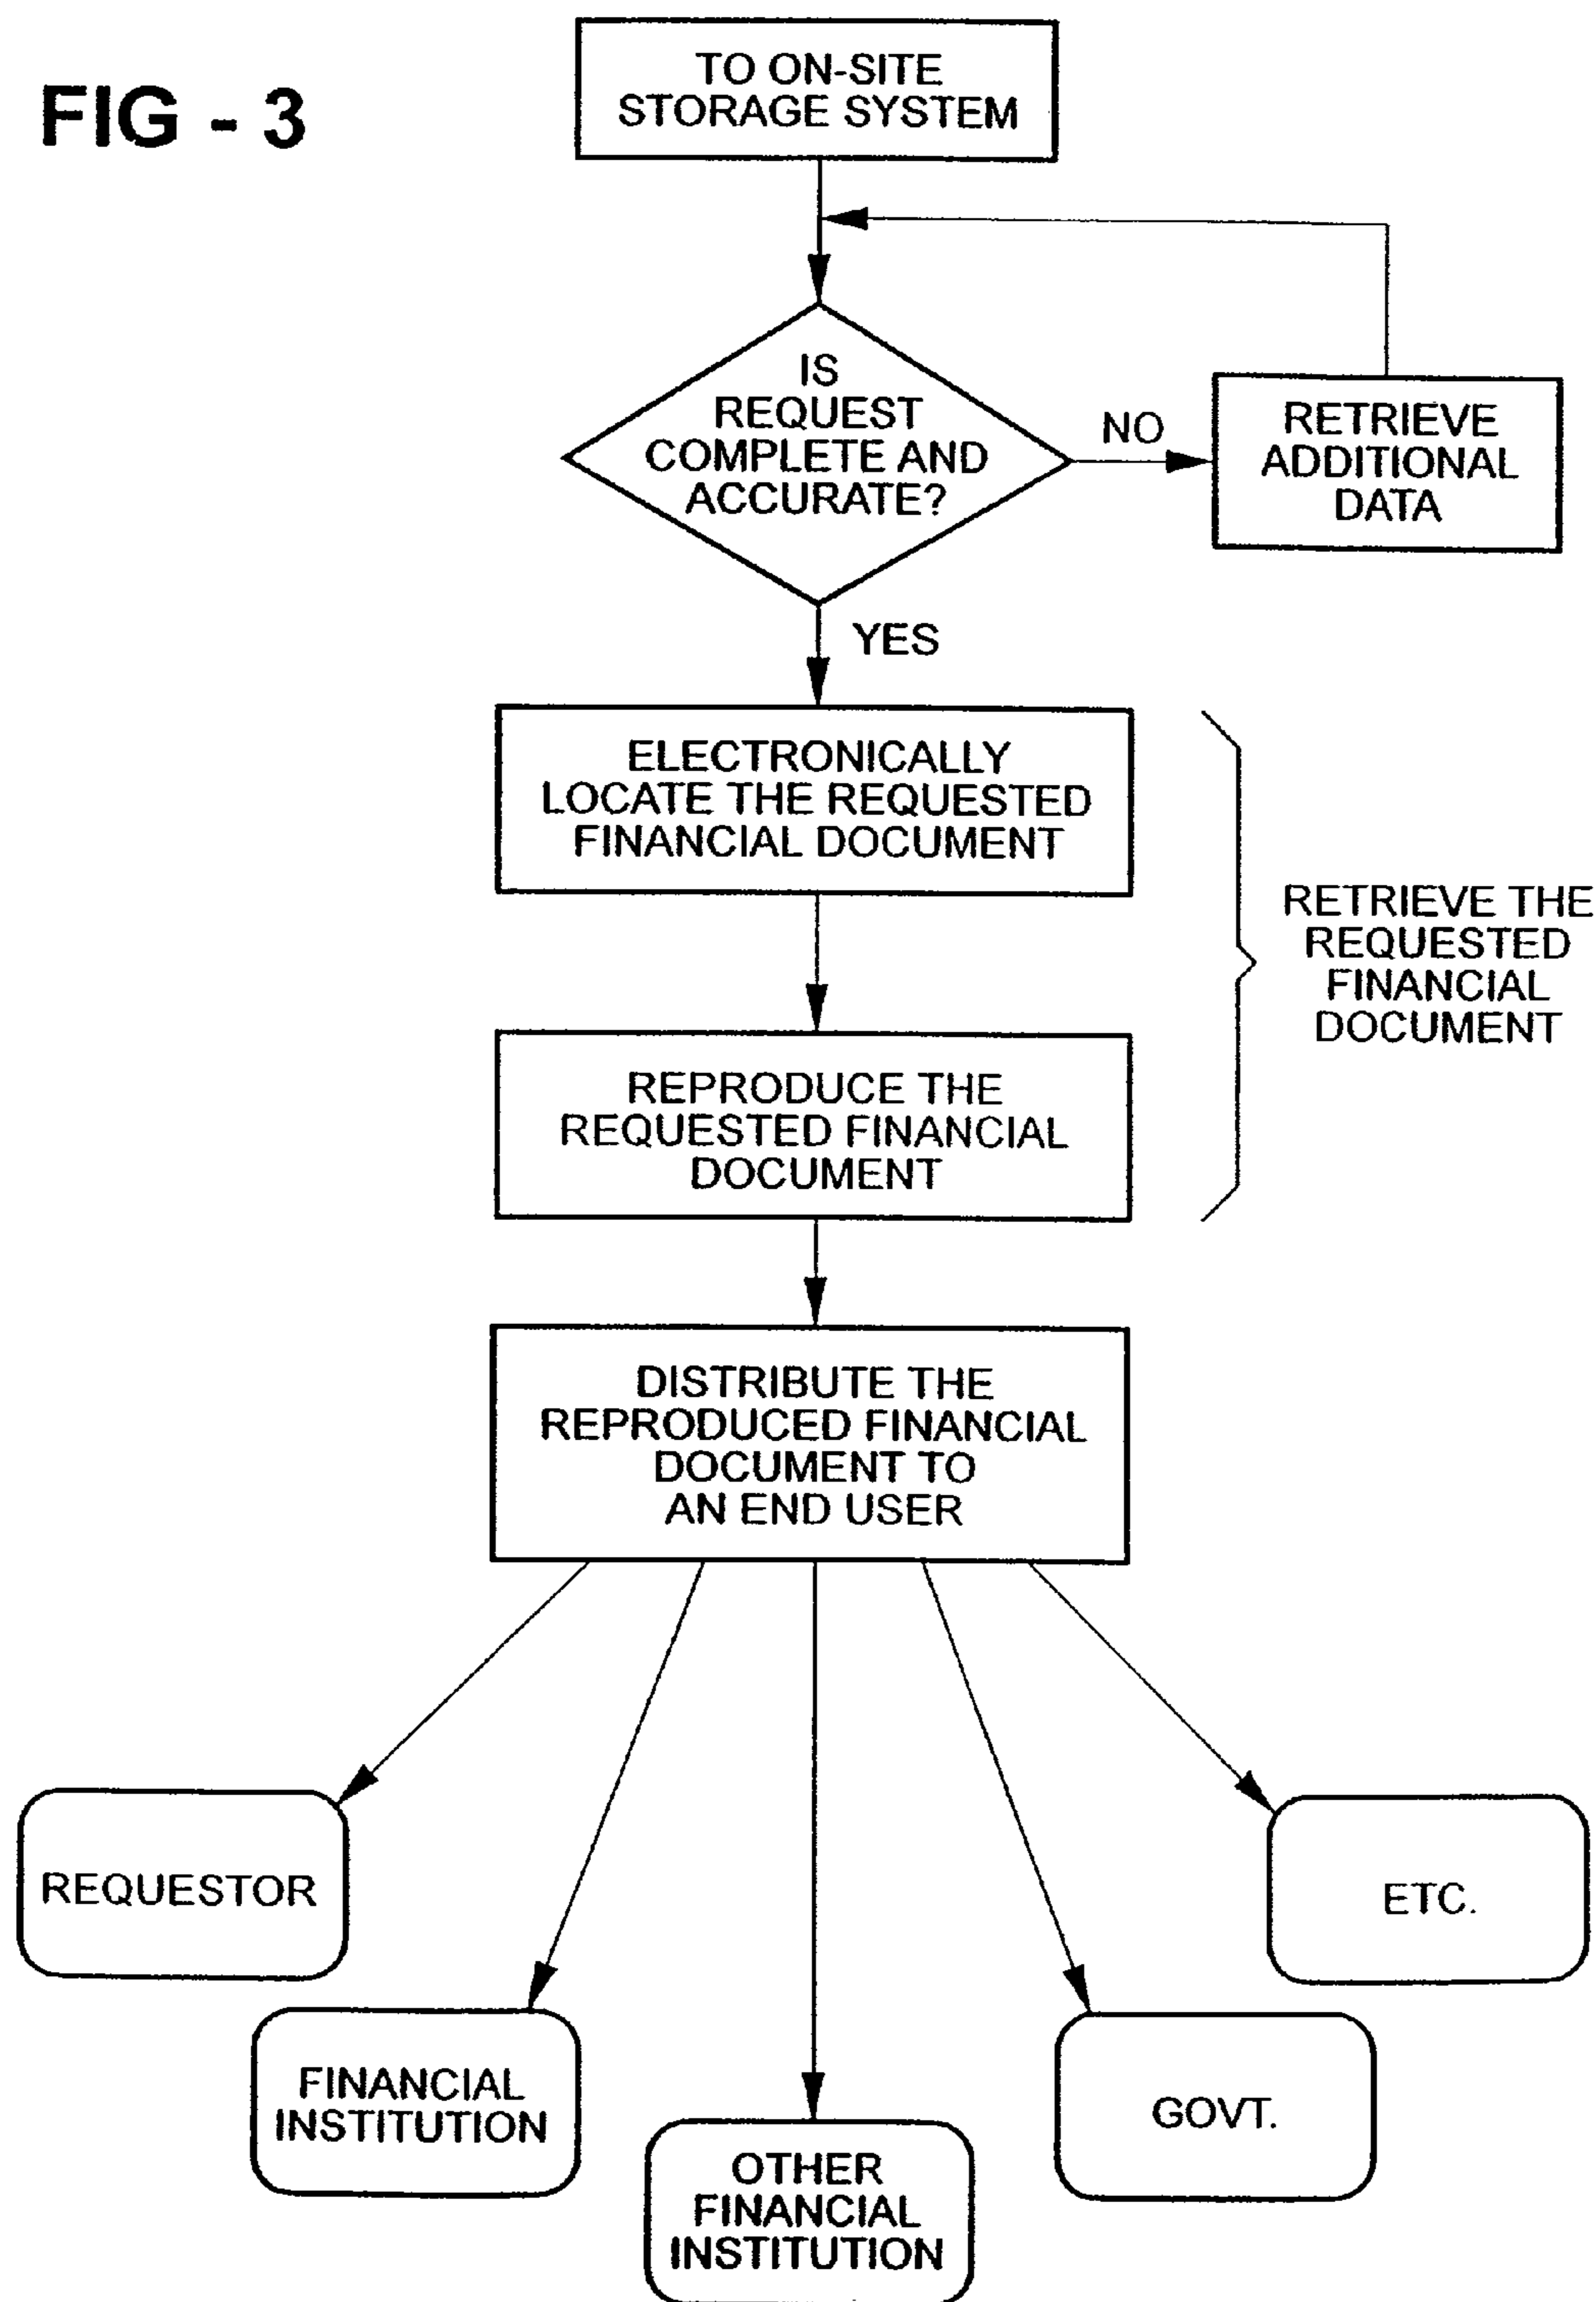 FIG - 3
TO ON-SITE
STORAGE SYSTEM
IS
REQUEST
COMPLETE AND
ACCURATE?
NO
RETRIEVE
ADDITIONAL
DATA
YES
ELECTRONICALLY
LOCATE THE REQUESTED
FINANCIAL DOCUMENT
RETRIEVE THE
REQUESTED
FINANCIAL
DOCUMENT
REPRODUCE THE
REQUESTED FINANCIAL
DOCUMENT
DISTRIBUTE THE
REPRODUCED FINANCIAL
DOCUMENT TO
AN END USER
REQUESTOR
FINANCIAL
INSTITUTION
OTHER
FINANCIAL
INSTITUTION
GOVT.
ETC.